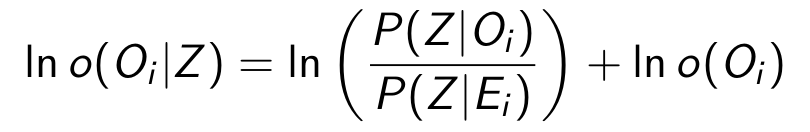 ln o(O_i|Z) = ln ( P(Z|O_i) / P(Z|E_i) ) + ln o(O_i)